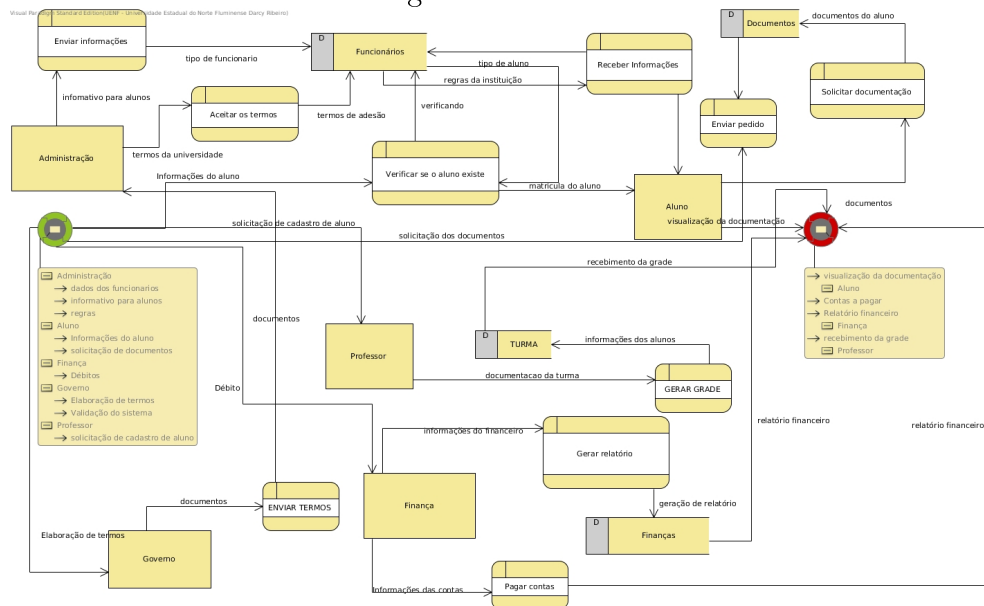 Visual Paradigm Standard Edition(UENF - Universidade Estadual do Norte Fluminense Darcy Ribeiro)
Enviar informações
tipo de funcionario
D
Funcionários
tipo de aluno
regras da instituição
Receber Informações
D
Documentos
documentos do aluno
Solicitar documentação
Enviar pedido
infomativo para alunos
Aceitar os termos
termos de adesão
verificando
Administração
termos da universidade
Informações do aluno
Verificar se o aluno existe
matricula do aluno
Aluno
visualização da documentação
documentos
solicitação de cadastro de aluno
solicitação dos documentos
recebimento da grade
Administração
dados dos funcionarios
informativo para alunos
regras
Aluno
Informações do aluno
solicitação de documentos
Finança
Débitos
Governo
Elaboração de termos
Validação do sistema
Professor
solicitação de cadastro de aluno
visualização da documentação
Aluno
Contas a pagar
Relatório financeiro
Finança
recebimento da grade
Professor
documentos
Professor
D
TURMA
informações dos alunos
documentacao da turma
GERAR GRADE
Débito
informações do financeiro
Gerar relatório
relatório financeiro
relatório financeiro
documentos
ENVIAR TERMOS
Finança
geração de relatório
D
Finanças
Elaboração de termos
Governo
Informações das contas
Pagar contas